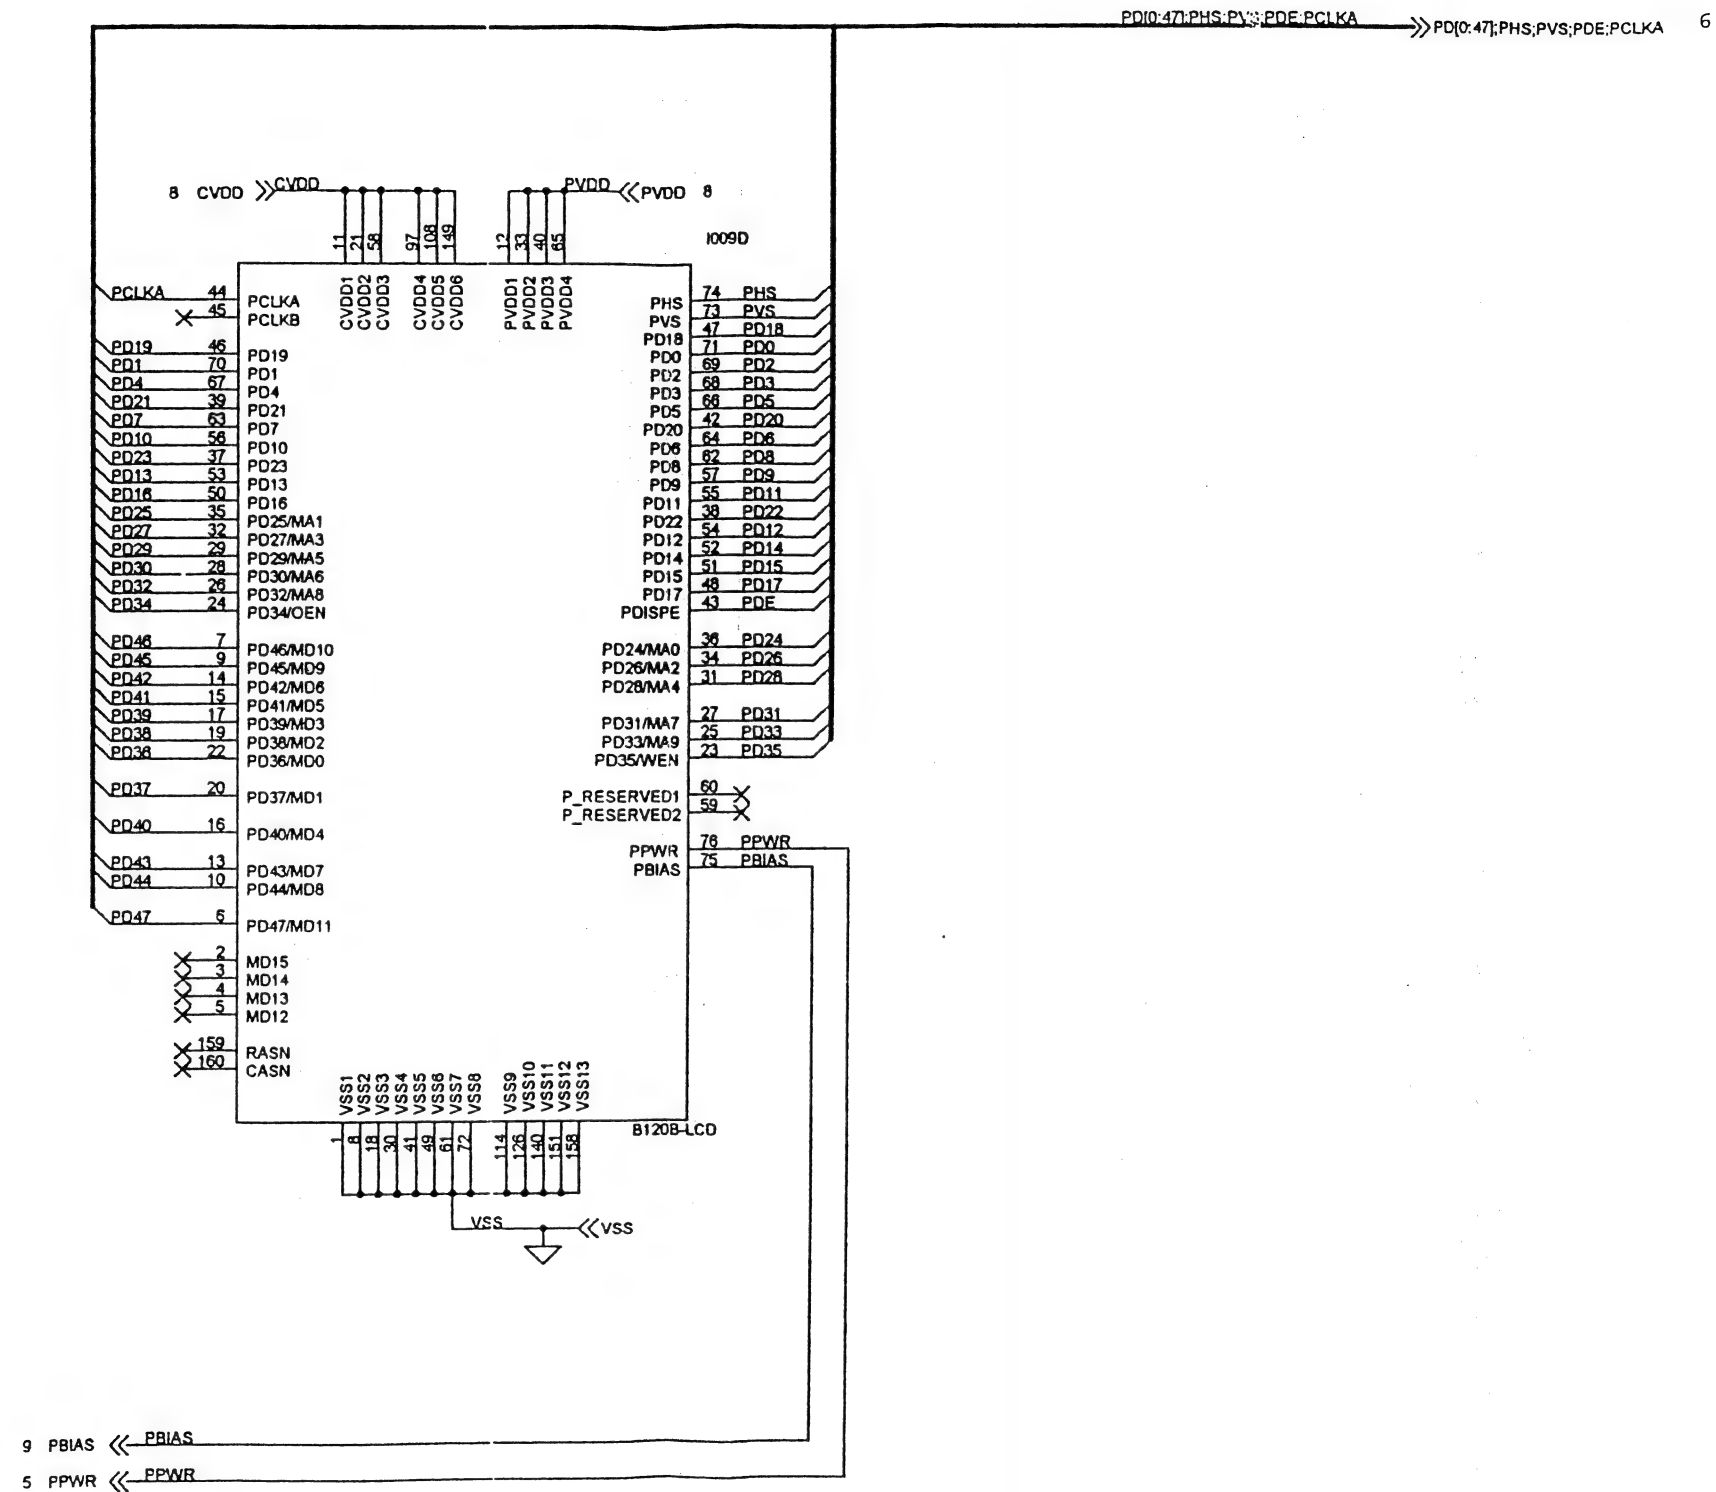 PD[0:47];PHS;PVS;PDE;PCLKA
PD[0:47];PHS;PVS;PDE;PCLKA 6
8 CVDD CVDD PVDD PVDD 8
11 21 58 97 108 149 12 33 40 65
I009D
CVDD1 CVDD2 CVDD3 CVDD4 CVDD5 CVDD6 PVDD1 PVDD2 PVDD3 PVDD4
PCLKA 44 PCLKA
45 PCLKB
PD19 46 PD19
PD1 70 PD1
PD4 67 PD4
PD21 39 PD21
PD7 63 PD7
PD10 56 PD10
PD23 37 PD23
PD13 53 PD13
PD16 50 PD16
PD25 35 PD25/MA1
PD27 32 PD27/MA3
PD29 29 PD29/MA5
PD30 28 PD30/MA6
PD32 26 PD32/MA8
PD34 24 PD34/OEN
PD46 7 PD46/MD10
PD45 9 PD45/MD9
PD42 14 PD42/MD6
PD41 15 PD41/MD5
PD39 17 PD39/MD3
PD38 19 PD38/MD2
PD36 22 PD36/MD0
PD37 20 PD37/MD1
PD40 16 PD40/MD4
PD43 13 PD43/MD7
PD44 10 PD44/MD8
PD47 6 PD47/MD11
2 MD15
3 MD14
4 MD13
5 MD12
159 RASN
160 CASN
PHS 74 PHS
PVS 73 PVS
PD18 47 PD18
PD0 71 PD0
PD2 69 PD2
PD3 68 PD3
PD5 66 PD5
PD20 42 PD20
PD6 64 PD6
PD8 62 PD8
PD9 57 PD9
PD11 55 PD11
PD22 38 PD22
PD12 54 PD12
PD14 52 PD14
PD15 51 PD15
PD17 48 PD17
PDISPE 43 PDE
PD24/MA0 36 PD24
PD26/MA2 34 PD26
PD28/MA4 31 PD28
PD31/MA7 27 PD31
PD33/MA9 25 PD33
PD35/WEN 23 PD35
P_RESERVED1 60
P_RESERVED2 59
PPWR 76 PPWR
PBIAS 75 PBIAS
VSS1 VSS2 VSS3 VSS4 VSS5 VSS6 VSS7 VSS8 VSS9 VSS10 VSS11 VSS12 VSS13
B120B-LCD
1 8 18 30 41 49 61 72 114 126 140 151 158
VSS VSS
9 PBIAS PBIAS
5 PPWR PPWR